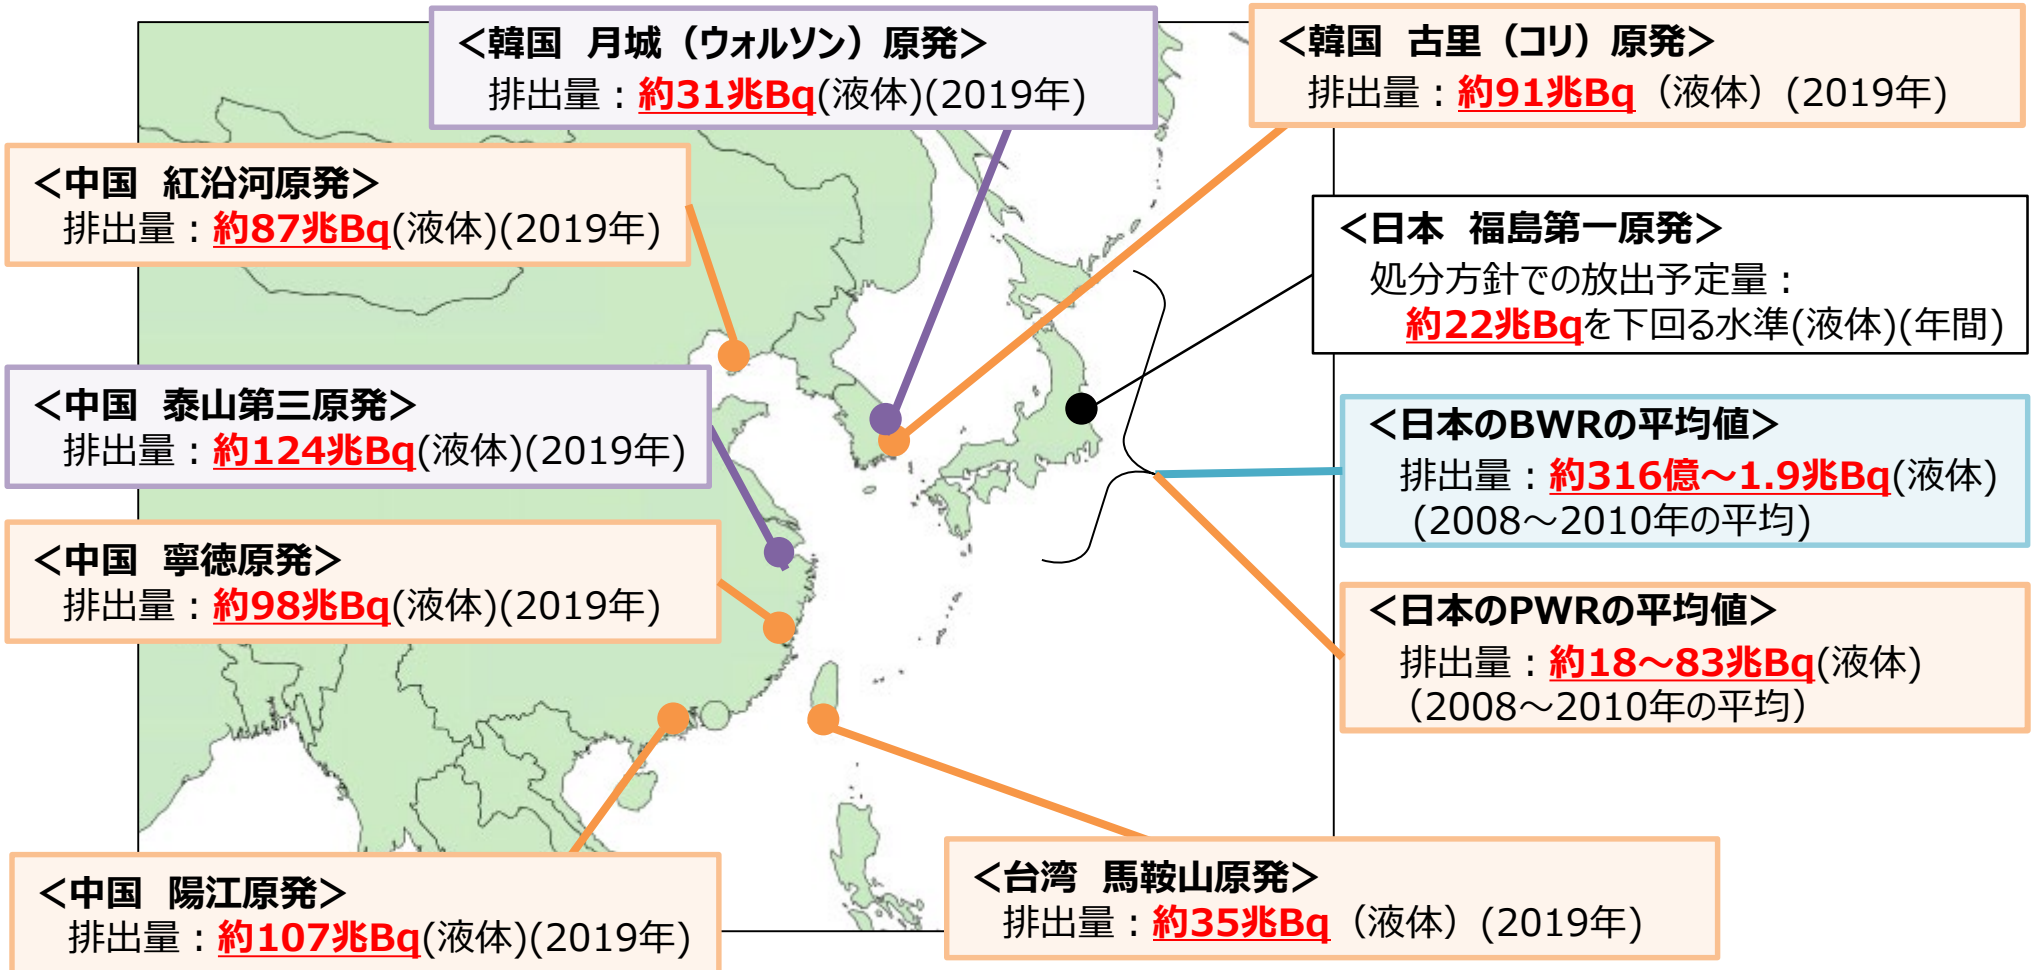 ＜韓国 月城（ウォルソン）原発＞
排出量：約31兆Bq(液体)(2019年)
＜韓国 古里（コリ）原発＞
排出量：約91兆Bq（液体）(2019年)
＜中国 紅沿河原発＞
排出量：約87兆Bq(液体)(2019年)
＜日本 福島第一原発＞
処分方針での放出予定量：
約22兆Bqを下回る水準(液体)(年間)
＜中国 泰山第三原発＞
排出量：約124兆Bq(液体)(2019年)
＜日本のBWRの平均値＞
排出量：約316億～1.9兆Bq(液体)
(2008～2010年の平均)
＜中国 寧徳原発＞
排出量：約98兆Bq(液体)(2019年)
＜日本のPWRの平均値＞
排出量：約18～83兆Bq(液体)
（2008～2010年の平均）
＜中国 陽江原発＞
排出量：約107兆Bq(液体)(2019年)
＜台湾 馬鞍山原発＞
排出量：約35兆Bq（液体）(2019年)